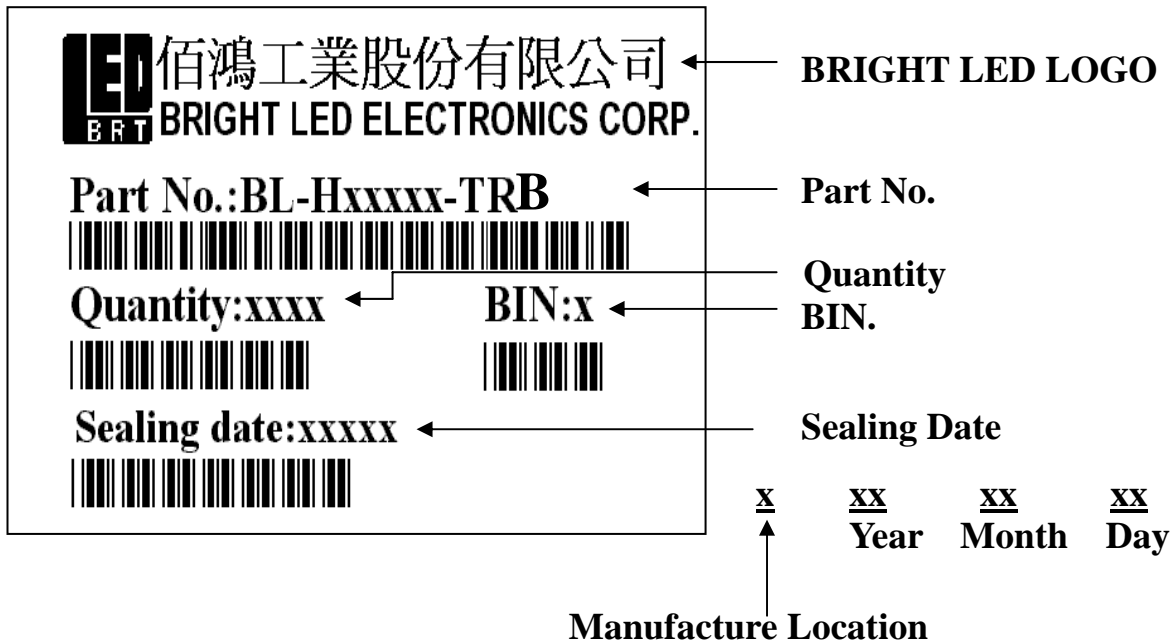 LED 佰鴻工業股份有限公司 BRIGHT LED LOGO
BRT BRIGHT LED ELECTRONICS CORP.
Part No.:BL-Hxxxxx-TRB Part No.
Quantity
Quantity:xxxx BIN:x BIN.
Sealing date:xxxxx Sealing Date
x xx xx xx
Year Month Day
Manufacture Location